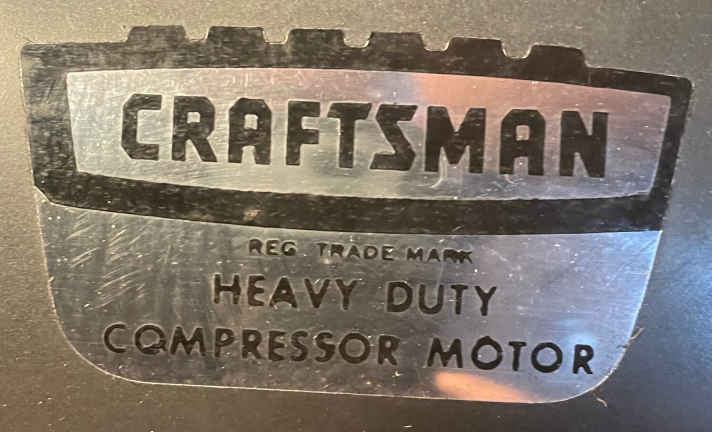 CRAFTSMAN
REG. TRADE MARK
HEAVY DUTY
COMPRESSOR MOTOR